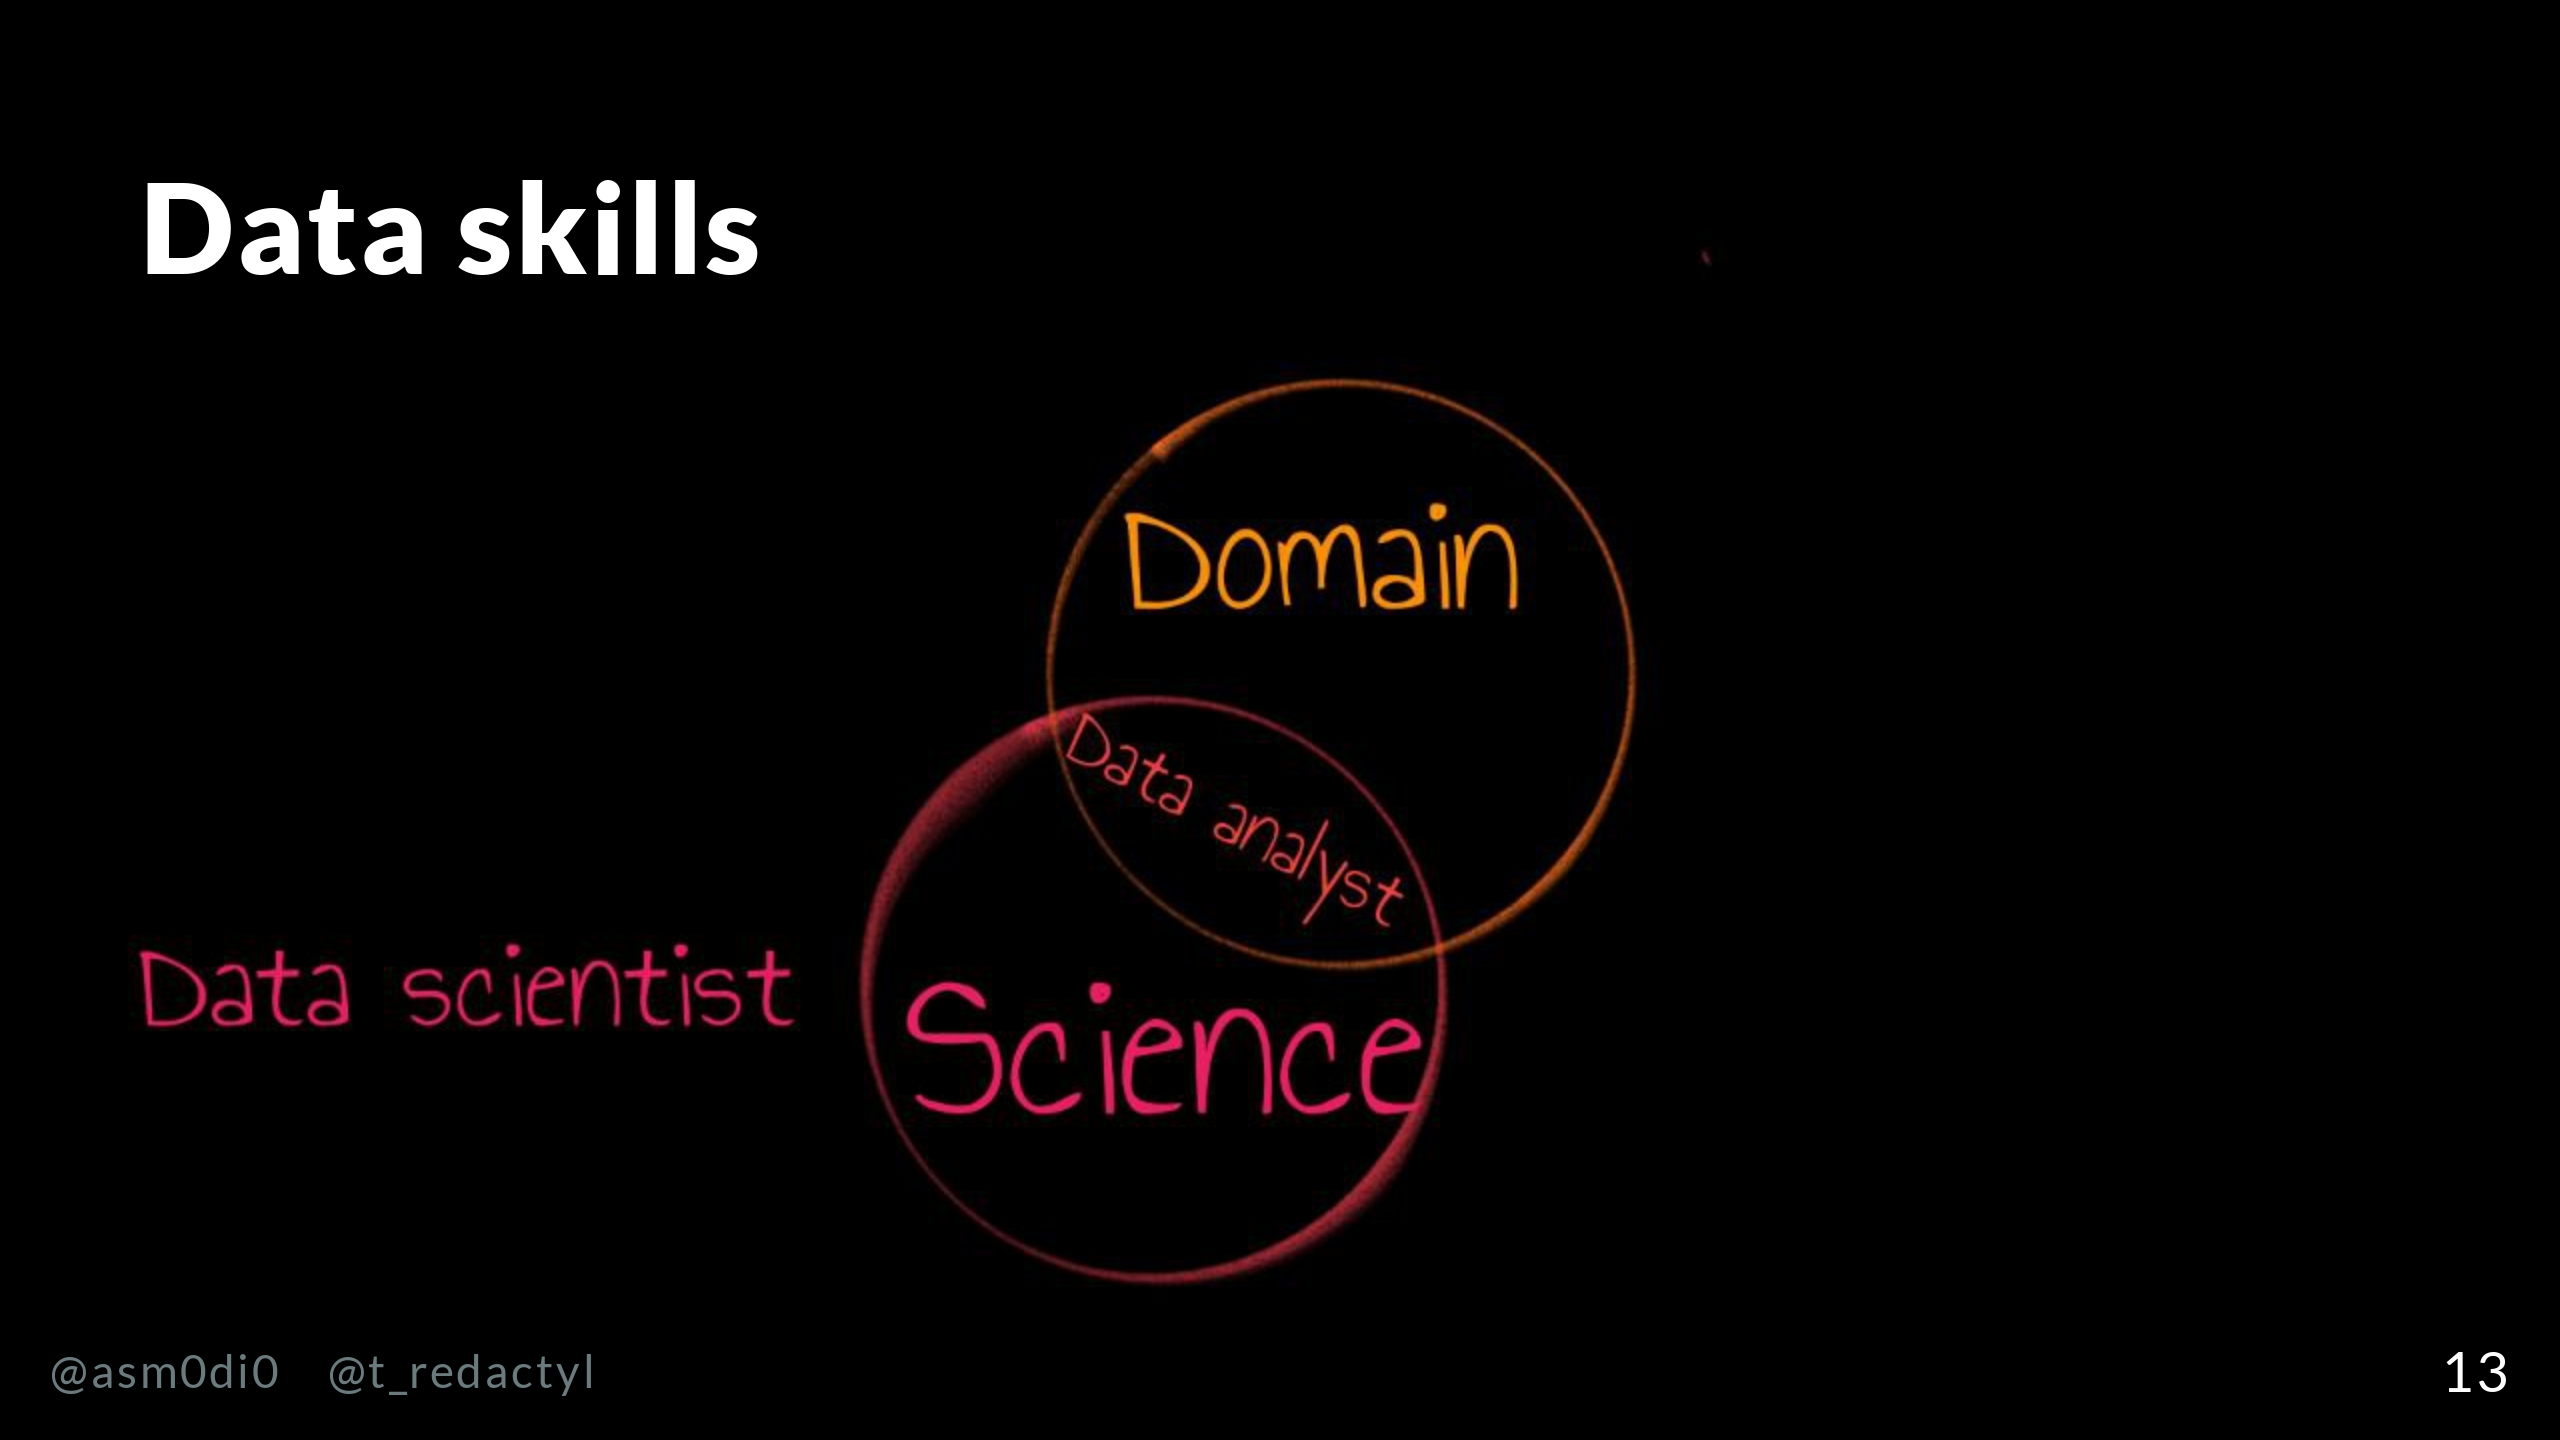 Data skills
Domain
Data analyst
Data scientist
Science
@asm0di0 @t_redactyl
13